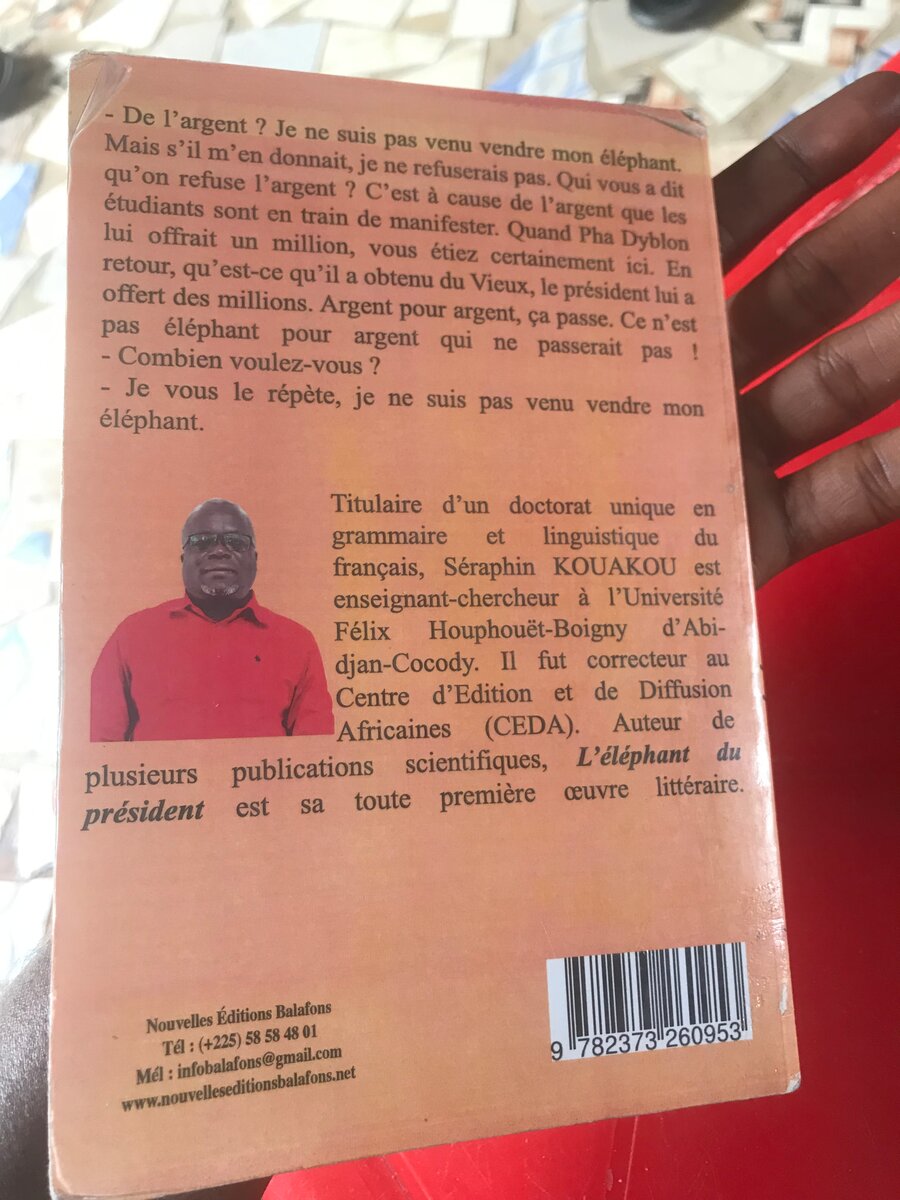 - De l'argent ? Je ne suis pas venu vendre mon éléphant.
Mais s'il m'en donnait, je ne refuserais pas. Qui vous a dit
qu'on refuse l'argent ? C'est à cause de l'argent que les
étudiants sont en train de manifester. Quand Pha Dyblon
lui offrait un million, vous étiez certainement ici. En
retour, qu'est-ce qu'il a obtenu du Vieux, le président lui a
offert des millions. Argent pour argent, ça passe. Ce n'est
pas éléphant pour argent qui ne passerait pas !
- Combien voulez-vous ?
- Je vous le répète, je ne suis pas venu vendre mon
éléphant.
Titulaire d'un doctorat unique en
grammaire et linguistique du
français, Séraphin KOUAKOU est
enseignant-chercheur à l'Université
Félix Houphouët-Boigny d'Abi-
djan-Cocody. Il fut correcteur au
Centre d'Edition et de Diffusion
Africaines (CEDA). Auteur de
plusieurs publications scientifiques, L'éléphant du
président est sa toute première œuvre littéraire.
Nouvelles Éditions Balafons
Tél : (+225) 58 58 48 01
Mél : infobalafons@gmail.com
www.nouvelleseditionsbalafons.net
9 782373 260953